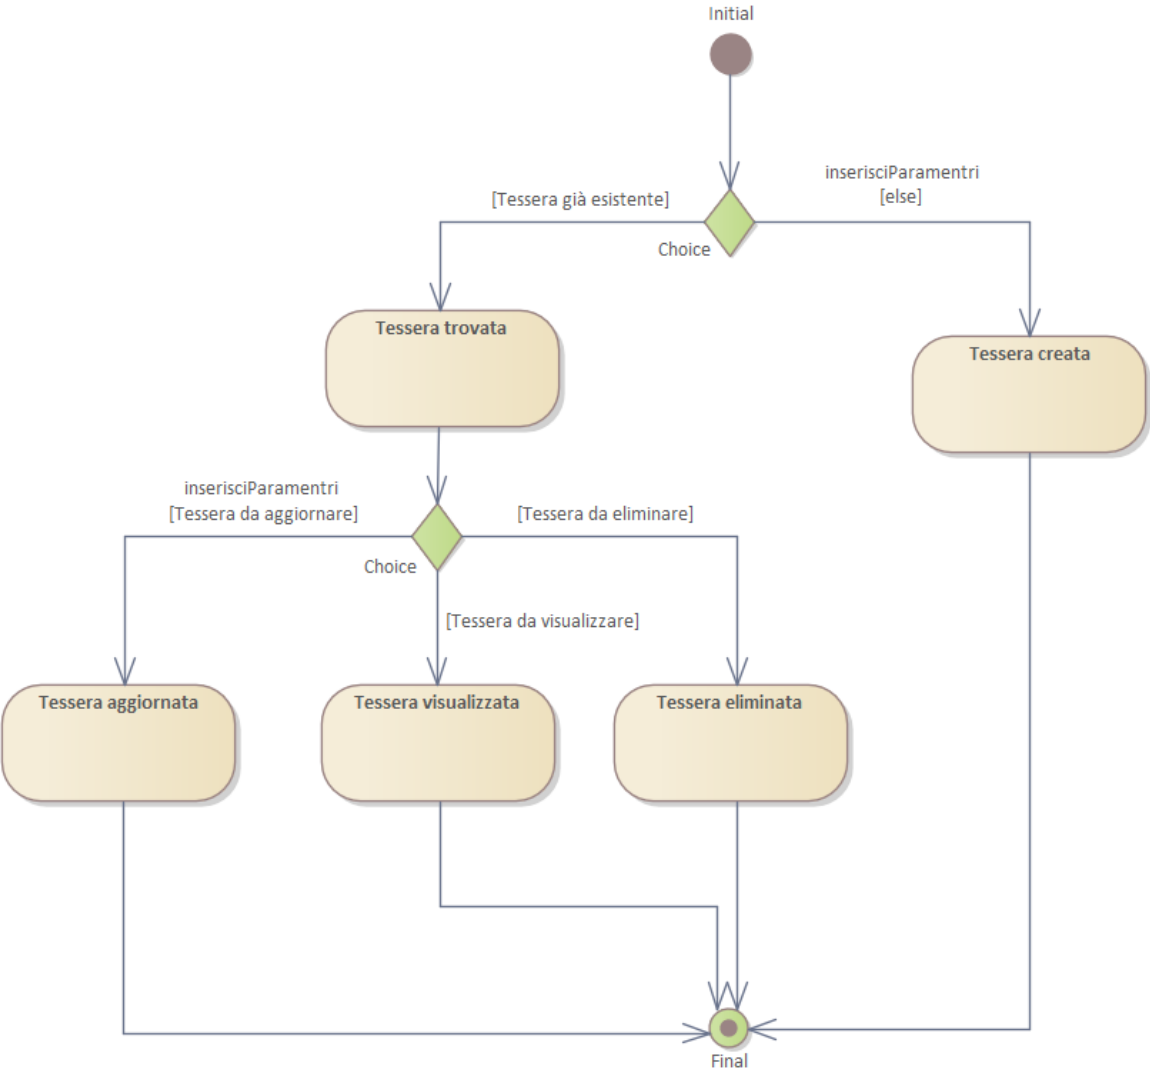 Initial
inserisciParamentri
[else]
[Tessera già esistente]
Choice
Tessera trovata
Tessera creata
inserisciParamentri
[Tessera da aggiornare]
[Tessera da eliminare]
Choice
[Tessera da visualizzare]
Tessera aggiornata
Tessera visualizzata
Tessera eliminata
Final